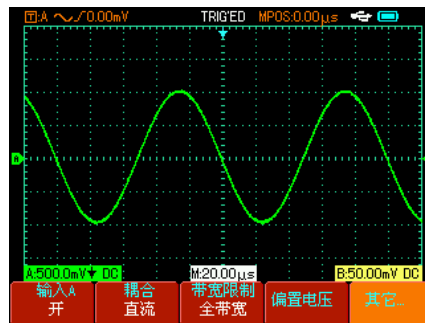 T:A /0.00mV TRIG'ED MPOS:0.00μs
A
A:500.0mV DC M:20.00μs B:50.00mV DC
输入A 耦合 带宽限制 偏置电压 其它…
开 直流 全带宽